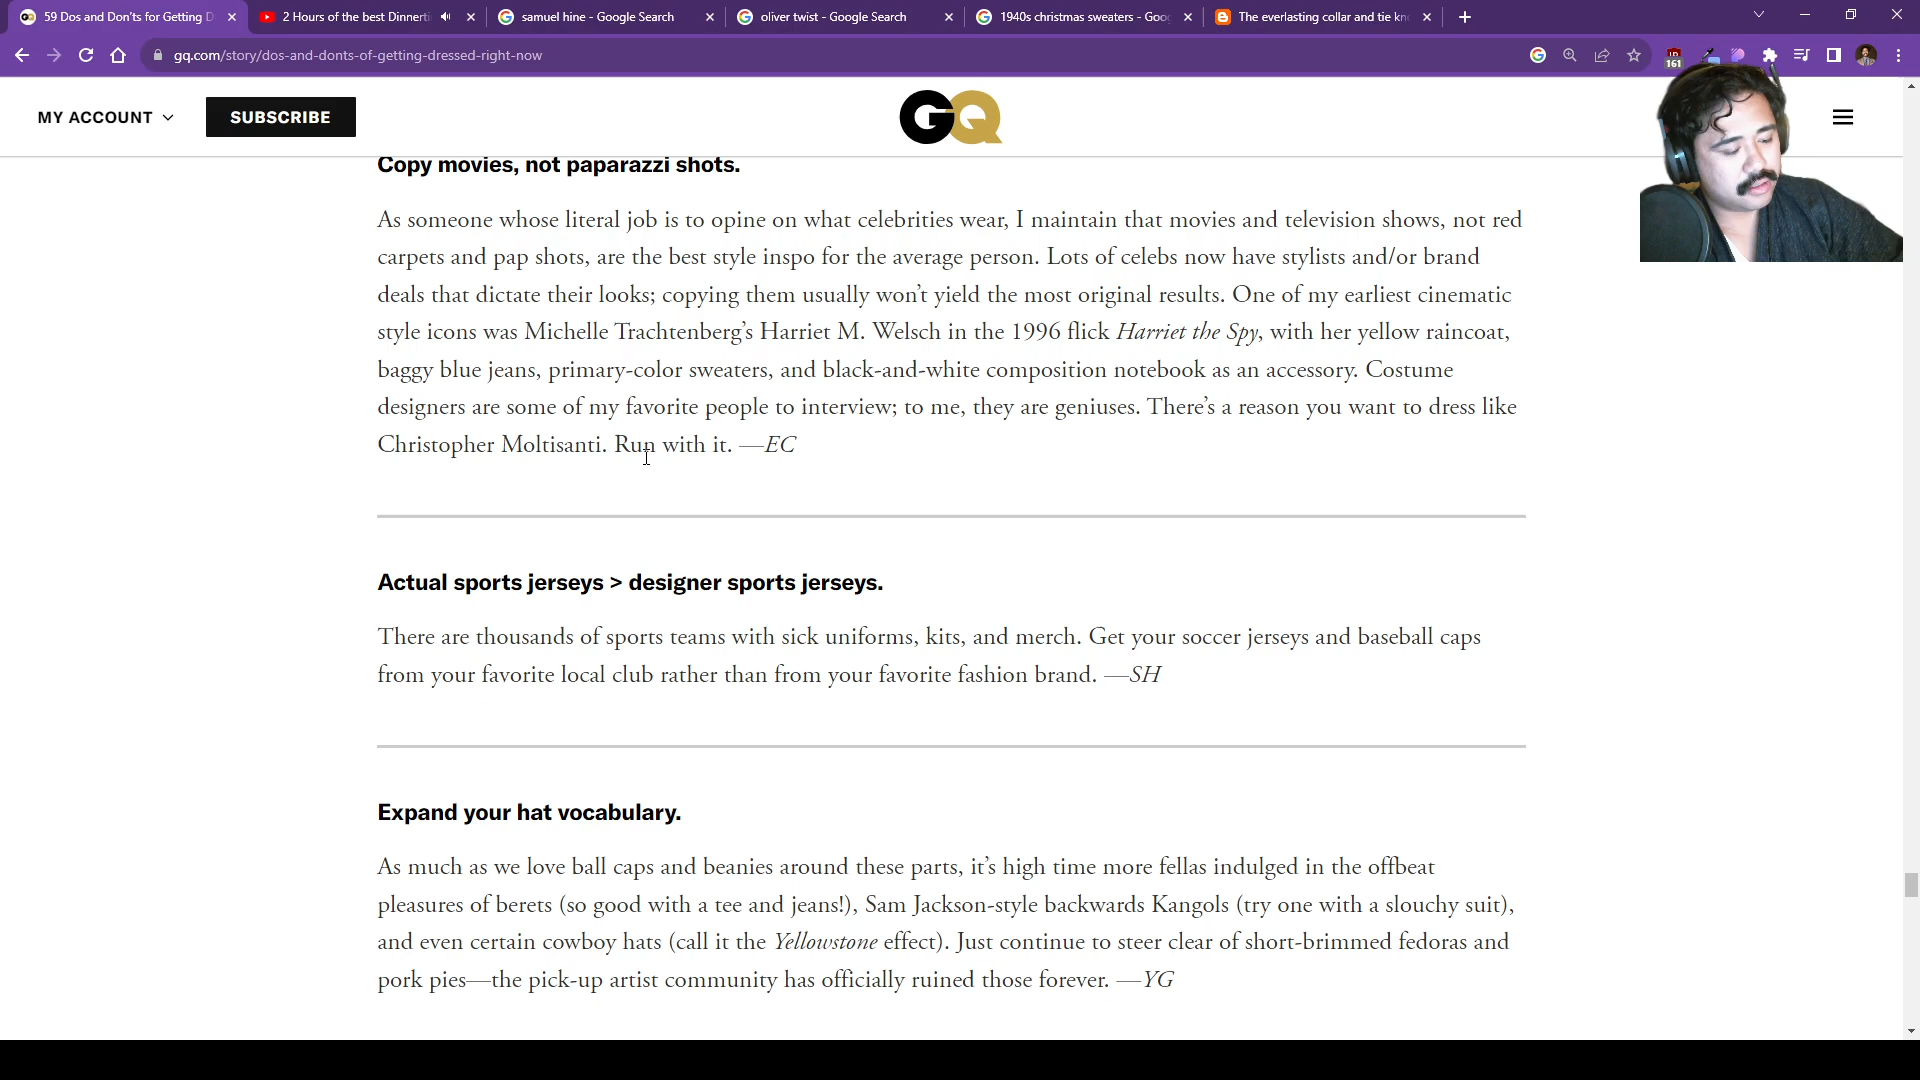 59 Dos and Don'ts for Getting D
2 Hours of the best Dinnerti
samuel hine - Google Search
oliver twist - Google Search
1940s christmas sweaters - Goo
The everlasting collar and tie kn
gq.com/story/dos-and-donts-of-getting-dressed-right-now
161
MY ACCOUNT
SUBSCRIBE
GQ
Copy movies, not paparazzi shots.
As someone whose literal job is to opine on what celebrities wear, I maintain that movies and television shows, not red
carpets and pap shots, are the best style inspo for the average person. Lots of celebs now have stylists and/or brand
deals that dictate their looks; copying them usually won't yield the most original results. One of my earliest cinematic
style icons was Michelle Trachtenberg's Harriet M. Welsch in the 1996 flick Harriet the Spy, with her yellow raincoat,
baggy blue jeans, primary-color sweaters, and black-and-white composition notebook as an accessory. Costume
designers are some of my favorite people to interview; to me, they are geniuses. There's a reason you want to dress like
Christopher Moltisanti. Run with it. —EC
Actual sports jerseys > designer sports jerseys.
There are thousands of sports teams with sick uniforms, kits, and merch. Get your soccer jerseys and baseball caps
from your favorite local club rather than from your favorite fashion brand. —SH
Expand your hat vocabulary.
As much as we love ball caps and beanies around these parts, it's high time more fellas indulged in the offbeat
pleasures of berets (so good with a tee and jeans!), Sam Jackson-style backwards Kangols (try one with a slouchy suit),
and even certain cowboy hats (call it the Yellowstone effect). Just continue to steer clear of short-brimmed fedoras and
pork pies—the pick-up artist community has officially ruined those forever. —YG